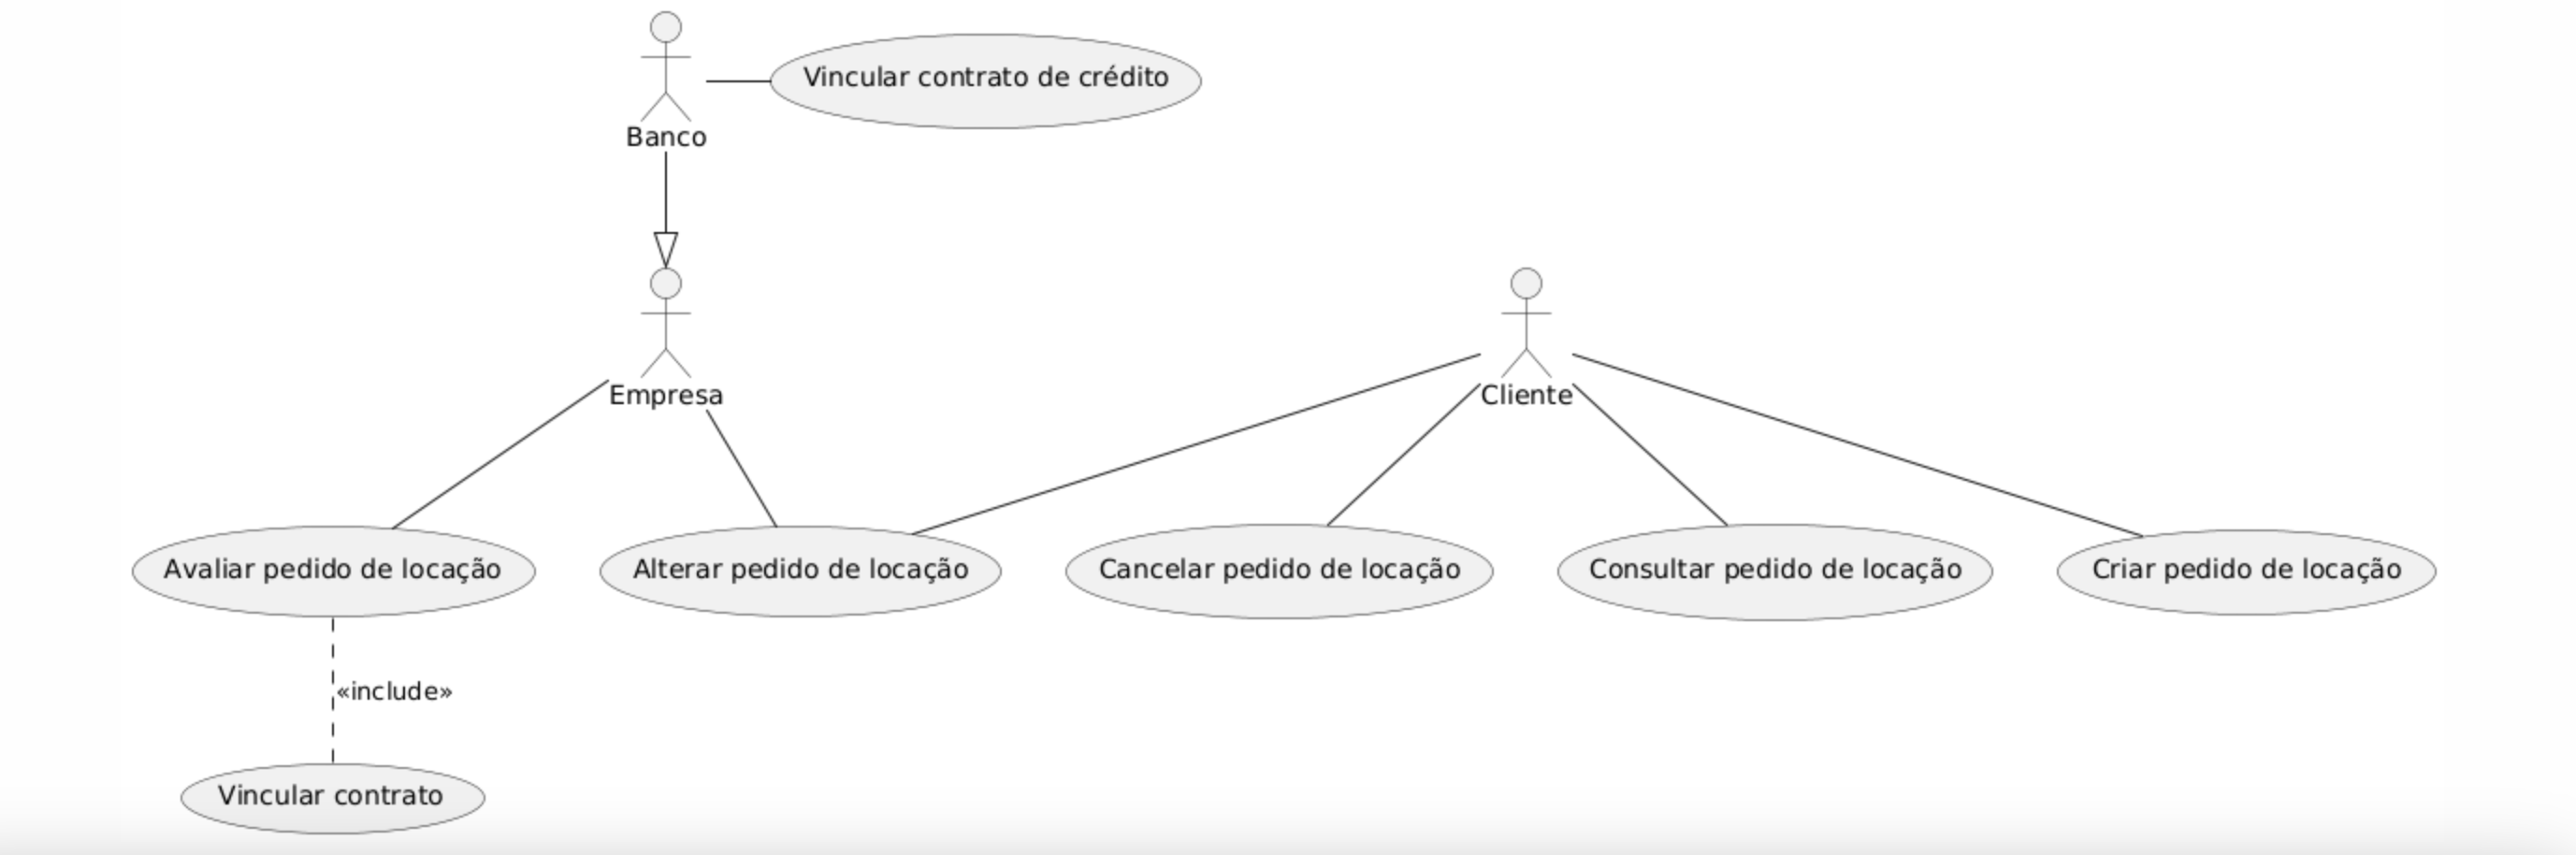 Vincular contrato de crédito
Banco
Empresa
Cliente
Avaliar pedido de locação
Alterar pedido de locação
Cancelar pedido de locação
Consultar pedido de locação
Criar pedido de locação
«include»
Vincular contrato